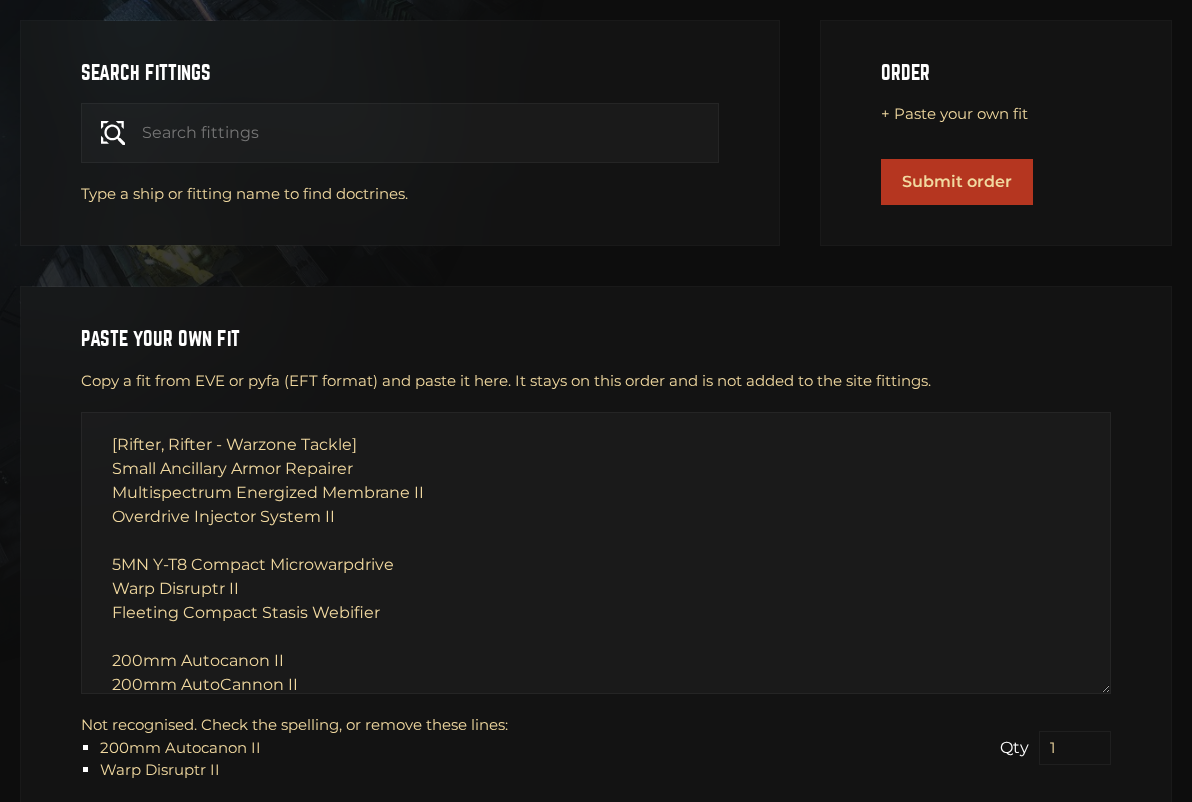 SEARCH FITTINGS
Search fittings
Type a ship or fitting name to find doctrines.
ORDER
+ Paste your own fit
Submit order
PASTE YOUR OWN FIT
Copy a fit from EVE or pyfa (EFT format) and paste it here. It stays on this order and is not added to the site fittings.
[Rifter, Rifter - Warzone Tackle]
Small Ancillary Armor Repairer
Multispectrum Energized Membrane II
Overdrive Injector System II
5MN Y-T8 Compact Microwarpdrive
Warp Disruptr II
Fleeting Compact Stasis Webifier
200mm Autocanon II
200mm AutoCannon II
Not recognised. Check the spelling, or remove these lines:
200mm Autocanon II
Warp Disruptr II
Qty
1